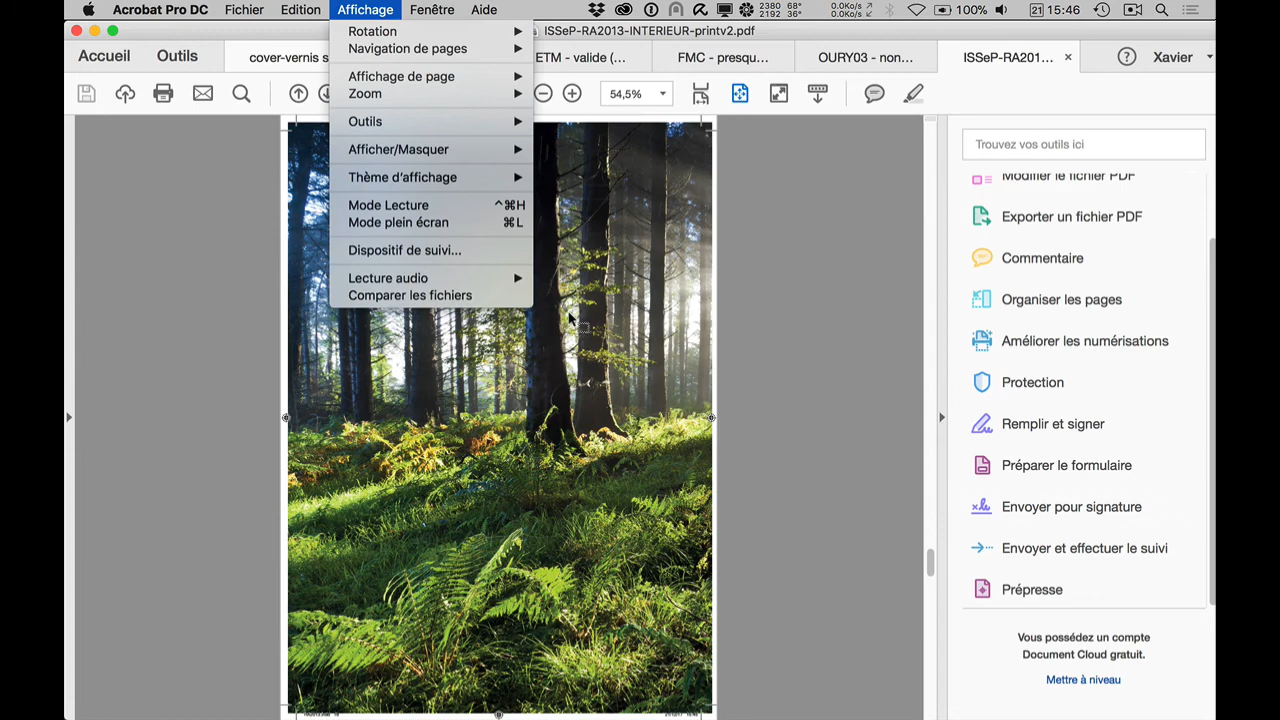 Acrobat Pro DC Fichier Edition Affichage Fenêtre Aide 2380 2192 68° 36° 0.0Ko/s 0.0Ko/s 100% 21 15:46
ISSeP-RA2013-INTERIEUR-printv2.pdf
Accueil Outils cover-vernis s ETM - valide (... FMC - presqu... OURY03 - non... ISSeP-RA201... × ? Xavier
54,5%
Rotation
Navigation de pages
Affichage de page
Zoom
Outils
Afficher/Masquer
Thème d'affichage
Mode Lecture ^⌘H
Mode plein écran ⌘L
Dispositif de suivi...
Lecture audio
Comparer les fichiers
Trouvez vos outils ici
Modifier le fichier PDF
Exporter un fichier PDF
Commentaire
Organiser les pages
Améliorer les numérisations
Protection
Remplir et signer
Préparer le formulaire
Envoyer pour signature
Envoyer et effectuer le suivi
Prépresse
Vous possédez un compte
Document Cloud gratuit.
Mettre à niveau